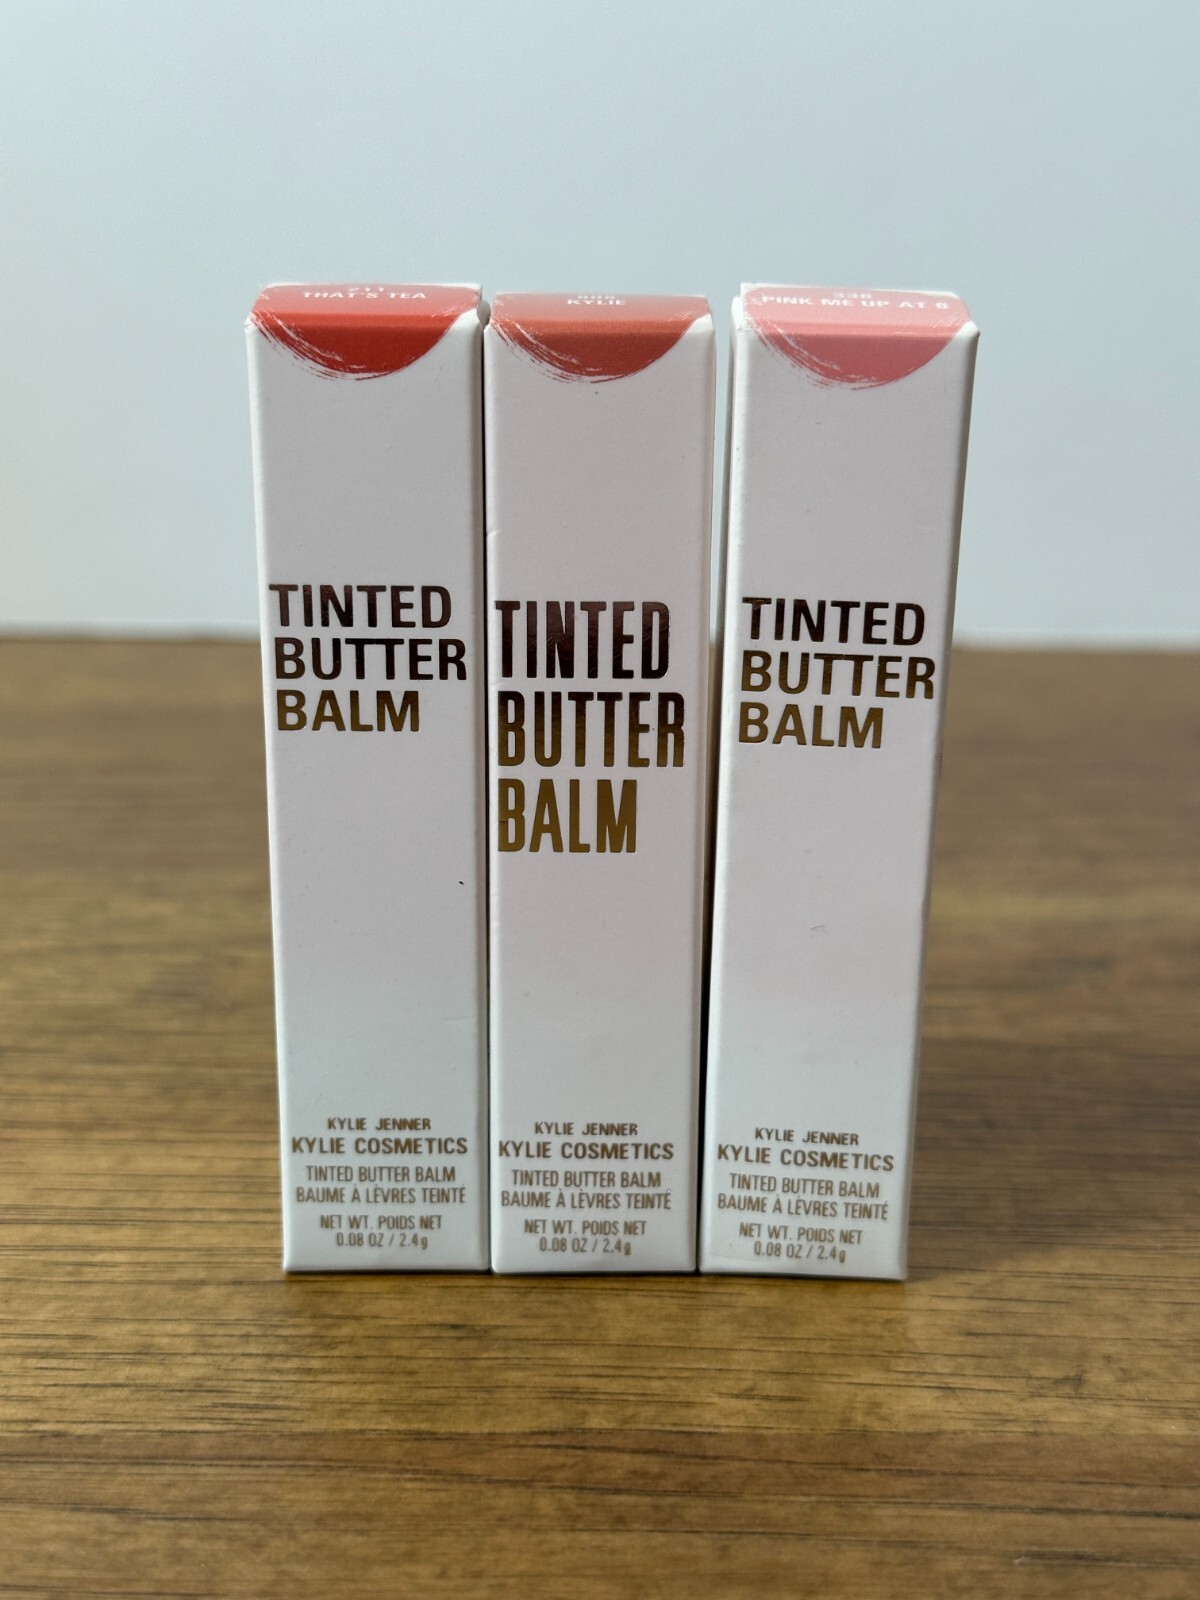 211
THAT'S TEA
TINTED
BUTTER
BALM
KYLIE JENNER
KYLIE COSMETICS
TINTED BUTTER BALM
BAUME À LÈVRES TEINTÉ
NET WT. POIDS NET
0.08 OZ / 2.4g
KYLIE
TINTED
BUTTER
BALM
KYLIE JENNER
KYLIE COSMETICS
TINTED BUTTER BALM
BAUME À LÈVRES TEINTÉ
NET WT. POIDS NET
0.08 OZ / 2.4g
338
PINK ME UP AT 8
TINTED
BUTTER
BALM
KYLIE JENNER
KYLIE COSMETICS
TINTED BUTTER BALM
BAUME À LÈVRES TEINTÉ
NET WT. POIDS NET
0.08 OZ / 2.4g